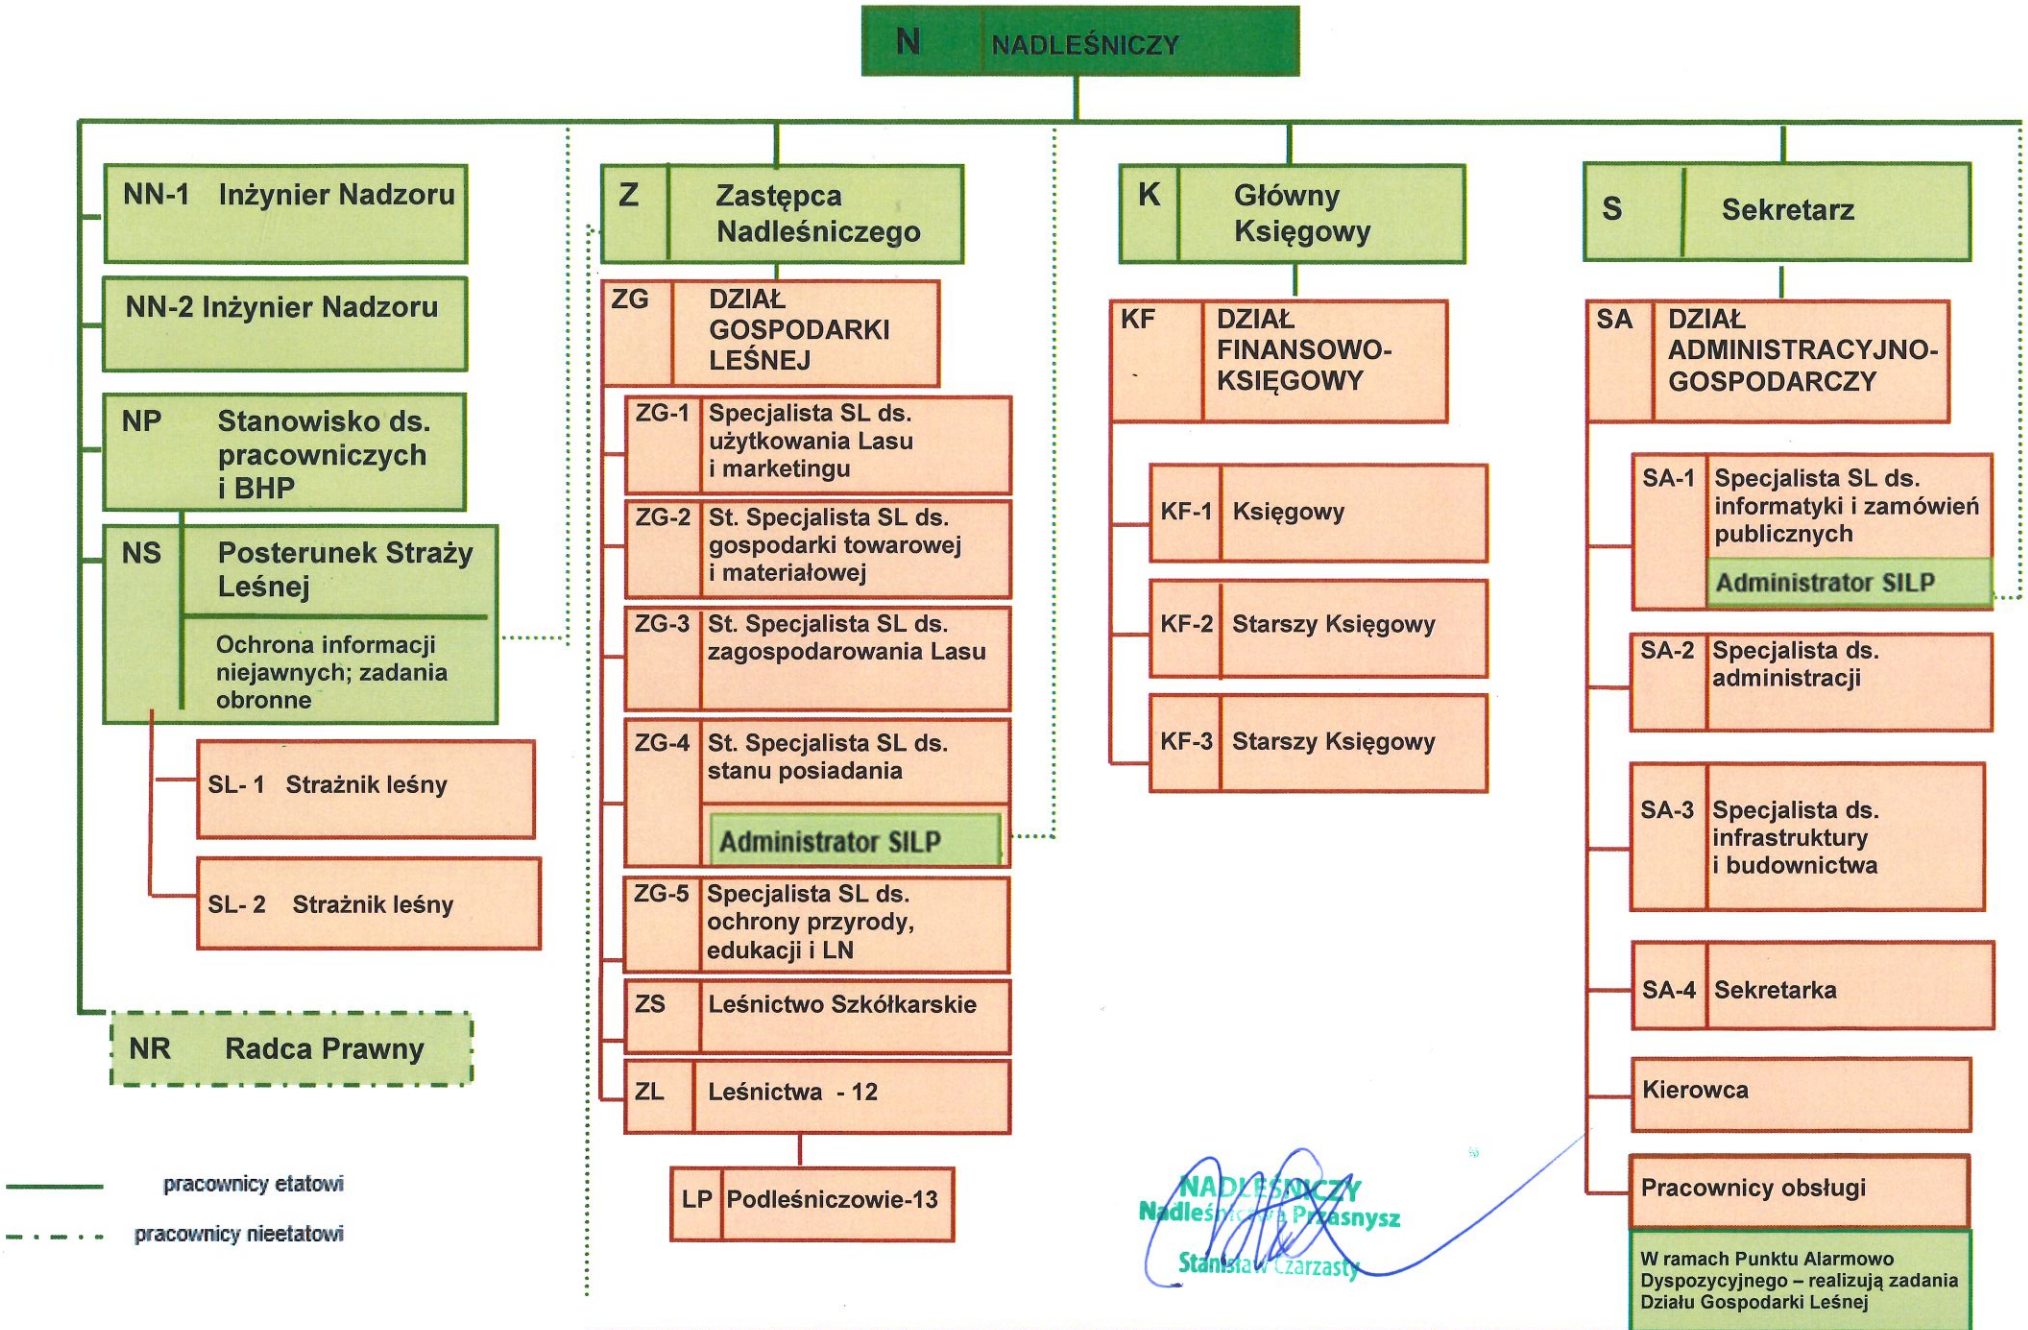 N NADLEŚNICZY
NN-1 Inżynier Nadzoru
NN-2 Inżynier Nadzoru
NP Stanowisko ds.
pracowniczych
i BHP
NS Posterunek Straży
Leśnej
Ochrona informacji
niejawnych; zadania
obronne
SL- 1 Strażnik leśny
SL- 2 Strażnik leśny
NR Radca Prawny
pracownicy etatowi
pracownicy nieetatowi
Z Zastępca
Nadleśniczego
ZG DZIAŁ
GOSPODARKI
LEŚNEJ
ZG-1 Specjalista SL ds.
użytkowania Lasu
i marketingu
ZG-2 St. Specjalista SL ds.
gospodarki towarowej
i materiałowej
ZG-3 St. Specjalista SL ds.
zagospodarowania Lasu
ZG-4 St. Specjalista SL ds.
stanu posiadania
Administrator SILP
ZG-5 Specjalista SL ds.
ochrony przyrody,
edukacji i LN
ZS Leśnictwo Szkółkarskie
ZL Leśnictwa - 12
LP Podleśniczowie-13
K Główny
Księgowy
KF DZIAŁ
FINANSOWO-
KSIĘGOWY
KF-1 Księgowy
KF-2 Starszy Księgowy
KF-3 Starszy Księgowy
NADLEŚNICZY
Nadleśnictwa Przasnysz
Stanisław Czarzasty
S Sekretarz
SA DZIAŁ
ADMINISTRACYJNO-
GOSPODARCZY
SA-1 Specjalista SL ds.
informatyki i zamówień
publicznych
Administrator SILP
SA-2 Specjalista ds.
administracji
SA-3 Specjalista ds.
infrastruktury
i budownictwa
SA-4 Sekretarka
Kierowca
Pracownicy obsługi
W ramach Punktu Alarmowo
Dyspozycyjnego – realizują zadania
Działu Gospodarki Leśnej